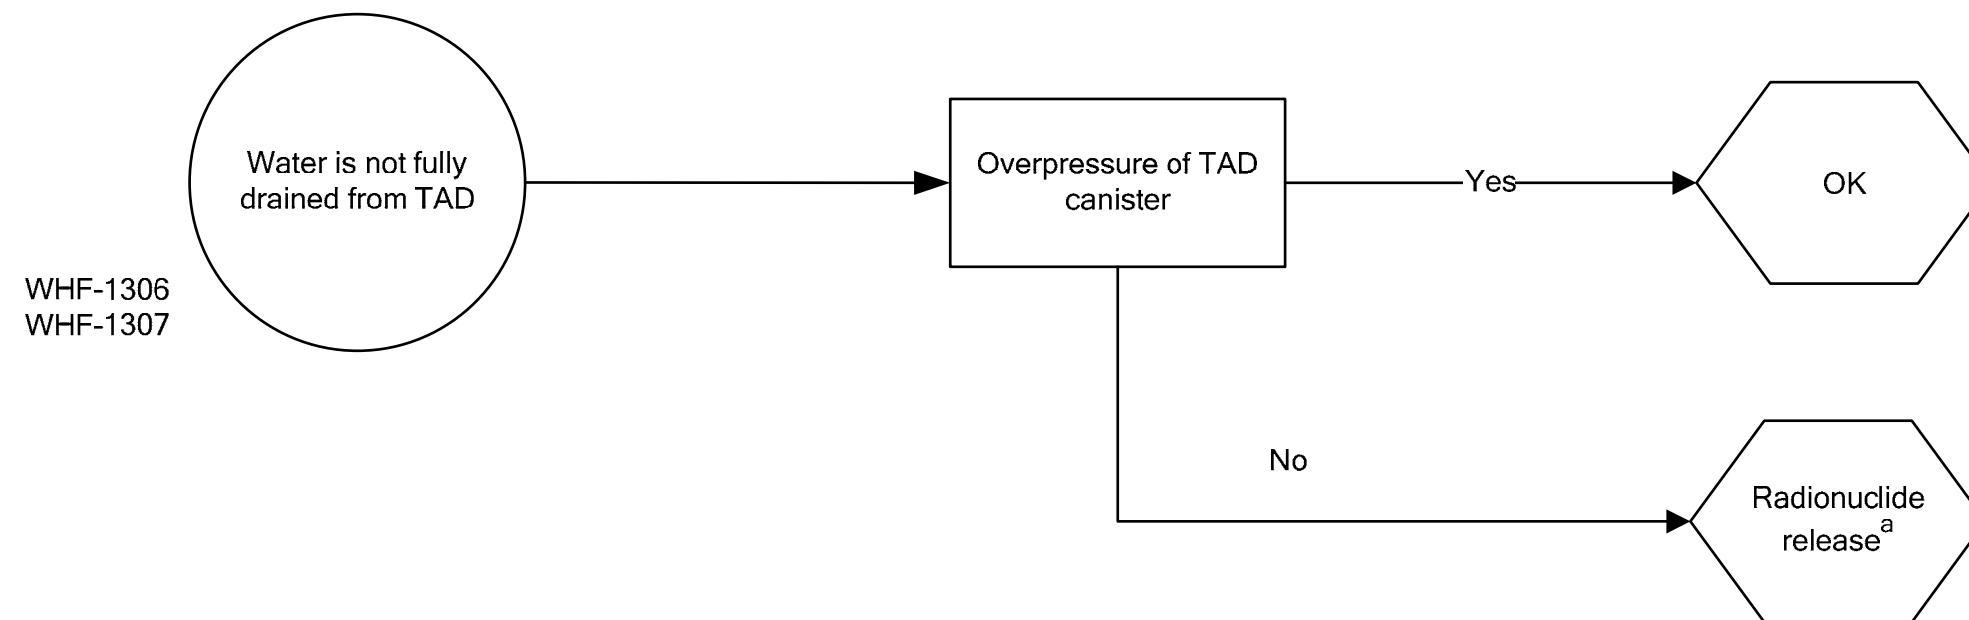 Water is not fully
drained from TAD
WHF-1306
WHF-1307
Overpressure of TAD
canister
Yes
OK
No
Radionuclide
release^a